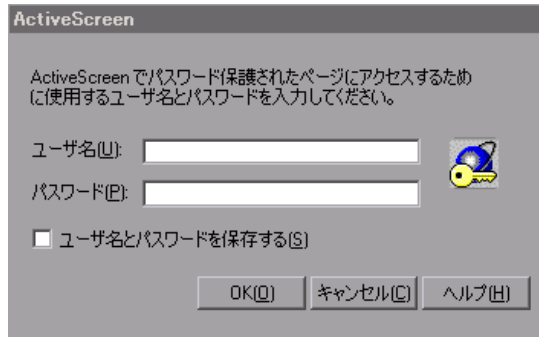 ActiveScreen
ActiveScreenでパスワード保護されたページにアクセスするため
に使用するユーザ名とパスワードを入力してください。
ユーザ名(U):
パスワード(P):
ユーザ名とパスワードを保存する(S)
OK(O) キャンセル(C) ヘルプ(H)